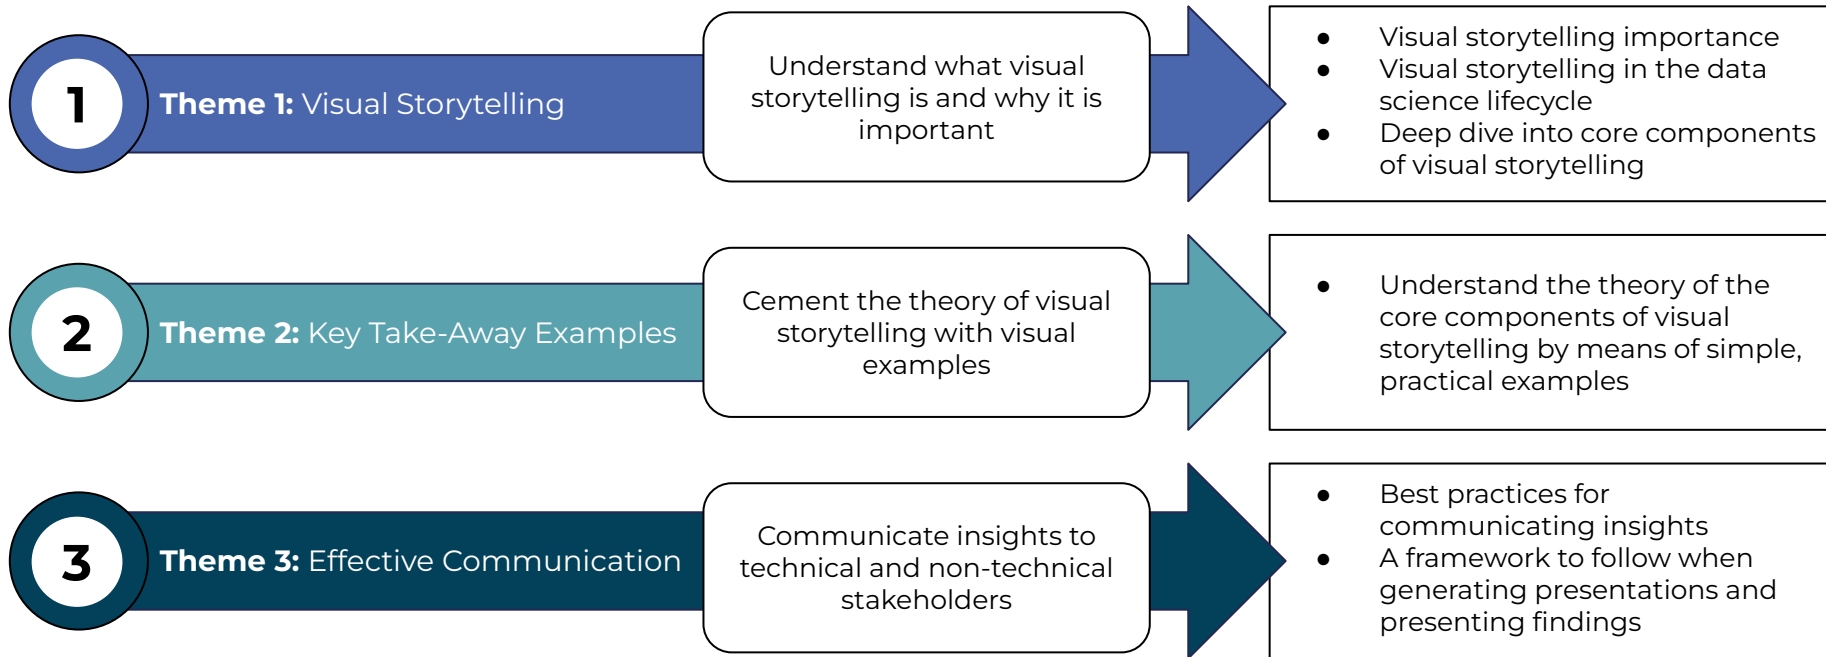 1
Theme 1: Visual Storytelling
Understand what visual
storytelling is and why it is
important
● Visual storytelling importance
● Visual storytelling in the data
science lifecycle
● Deep dive into core components
of visual storytelling
2
Theme 2: Key Take-Away Examples
Cement the theory of visual
storytelling with visual
examples
● Understand the theory of the
core components of visual
storytelling by means of simple,
practical examples
3
Theme 3: Effective Communication
Communicate insights to
technical and non-technical
stakeholders
● Best practices for
communicating insights
● A framework to follow when
generating presentations and
presenting findings